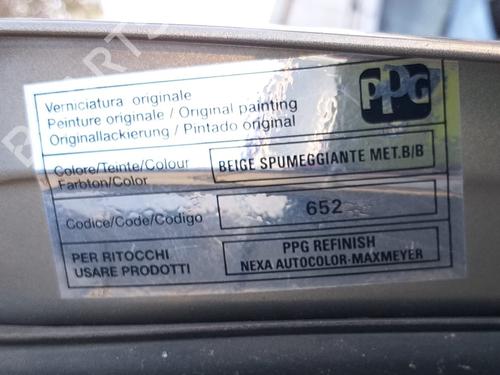 Verniciatura originale
Peinture originale / Original painting
Originallackierung / Pintado original
PPG
Colore/Teinte/Colour
Farbton/Color
BEIGE SPUMEGGIANTE MET.B/B
Codice/Code/Codigo
652
PER RITOCCHI
USARE PRODOTTI
PPG REFINISH
NEXA AUTOCOLOR-MAXMEYER